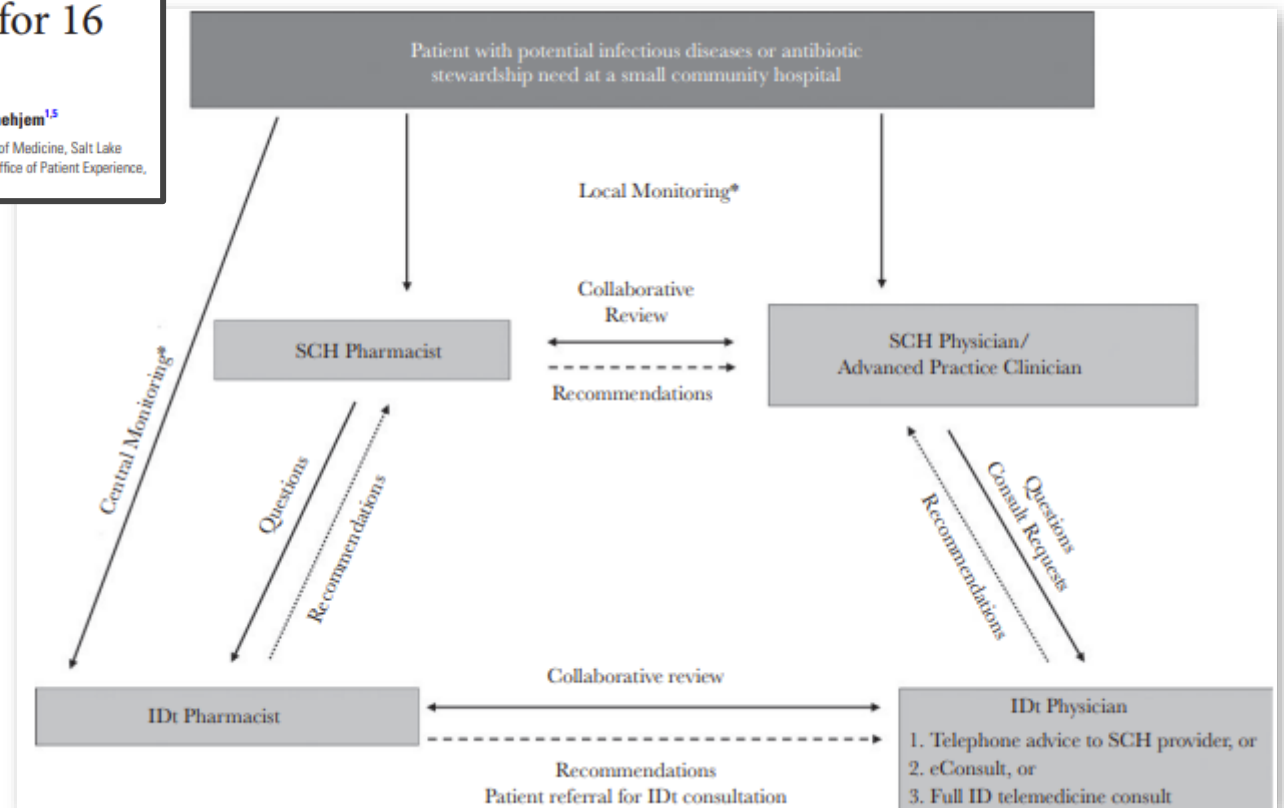 for 16
ehjem1,5
of Medicine, Salt Lake
ffice of Patient Experience,
Patient with potential infectious diseases or antibiotic
stewardship need at a small community hospital
Local Monitoring*
Central Monitoring*
SCH Pharmacist
Collaborative
Review
Recommendations
SCH Physician/
Advanced Practice Clinician
Questions
Recommendations
Recommendations
Questions
Consult Requests
IDt Pharmacist
Collaborative review
Recommendations
Patient referral for IDt consultation
IDt Physician
1. Telephone advice to SCH provider, or
2. eConsult, or
3. Full ID telemedicine consult